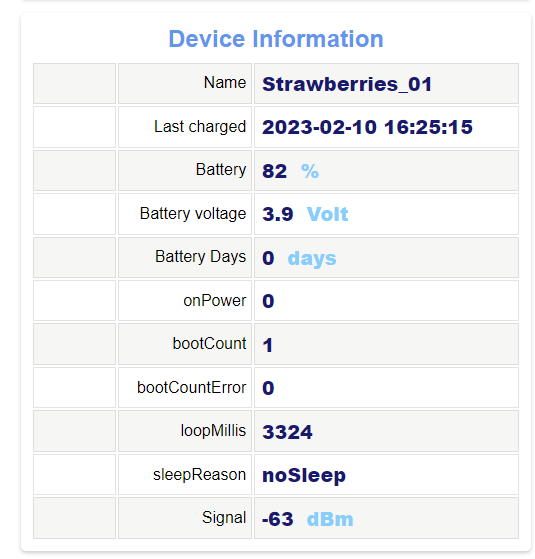 Device Information
Name Strawberries_01
Last charged 2023-02-10 16:25:15
Battery 82 %
Battery voltage 3.9 Volt
Battery Days 0 days
onPower 0
bootCount 1
bootCountError 0
loopMillis 3324
sleepReason noSleep
Signal -63 dBm